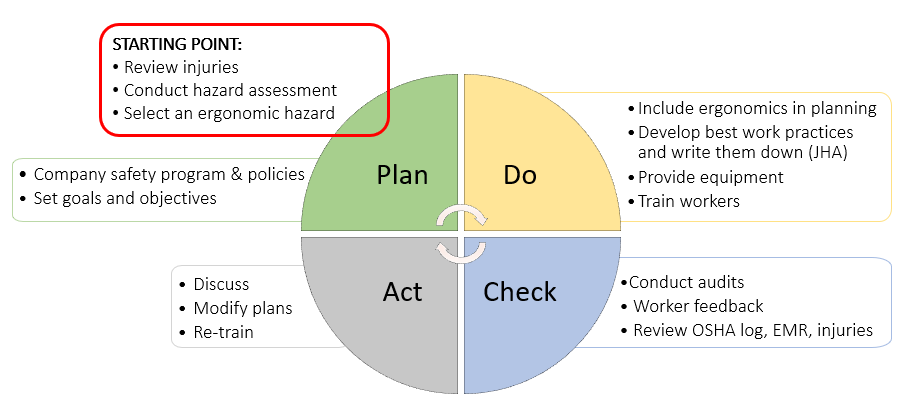 STARTING POINT:
• Review injuries
• Conduct hazard assessment
• Select an ergonomic hazard
• Company safety program & policies
• Set goals and objectives
Plan
Do
• Include ergonomics in planning
• Develop best work practices
and write them down (JHA)
• Provide equipment
• Train workers
Act
Check
• Discuss
• Modify plans
• Re-train
•Conduct audits
• Worker feedback
• Review OSHA log, EMR, injuries